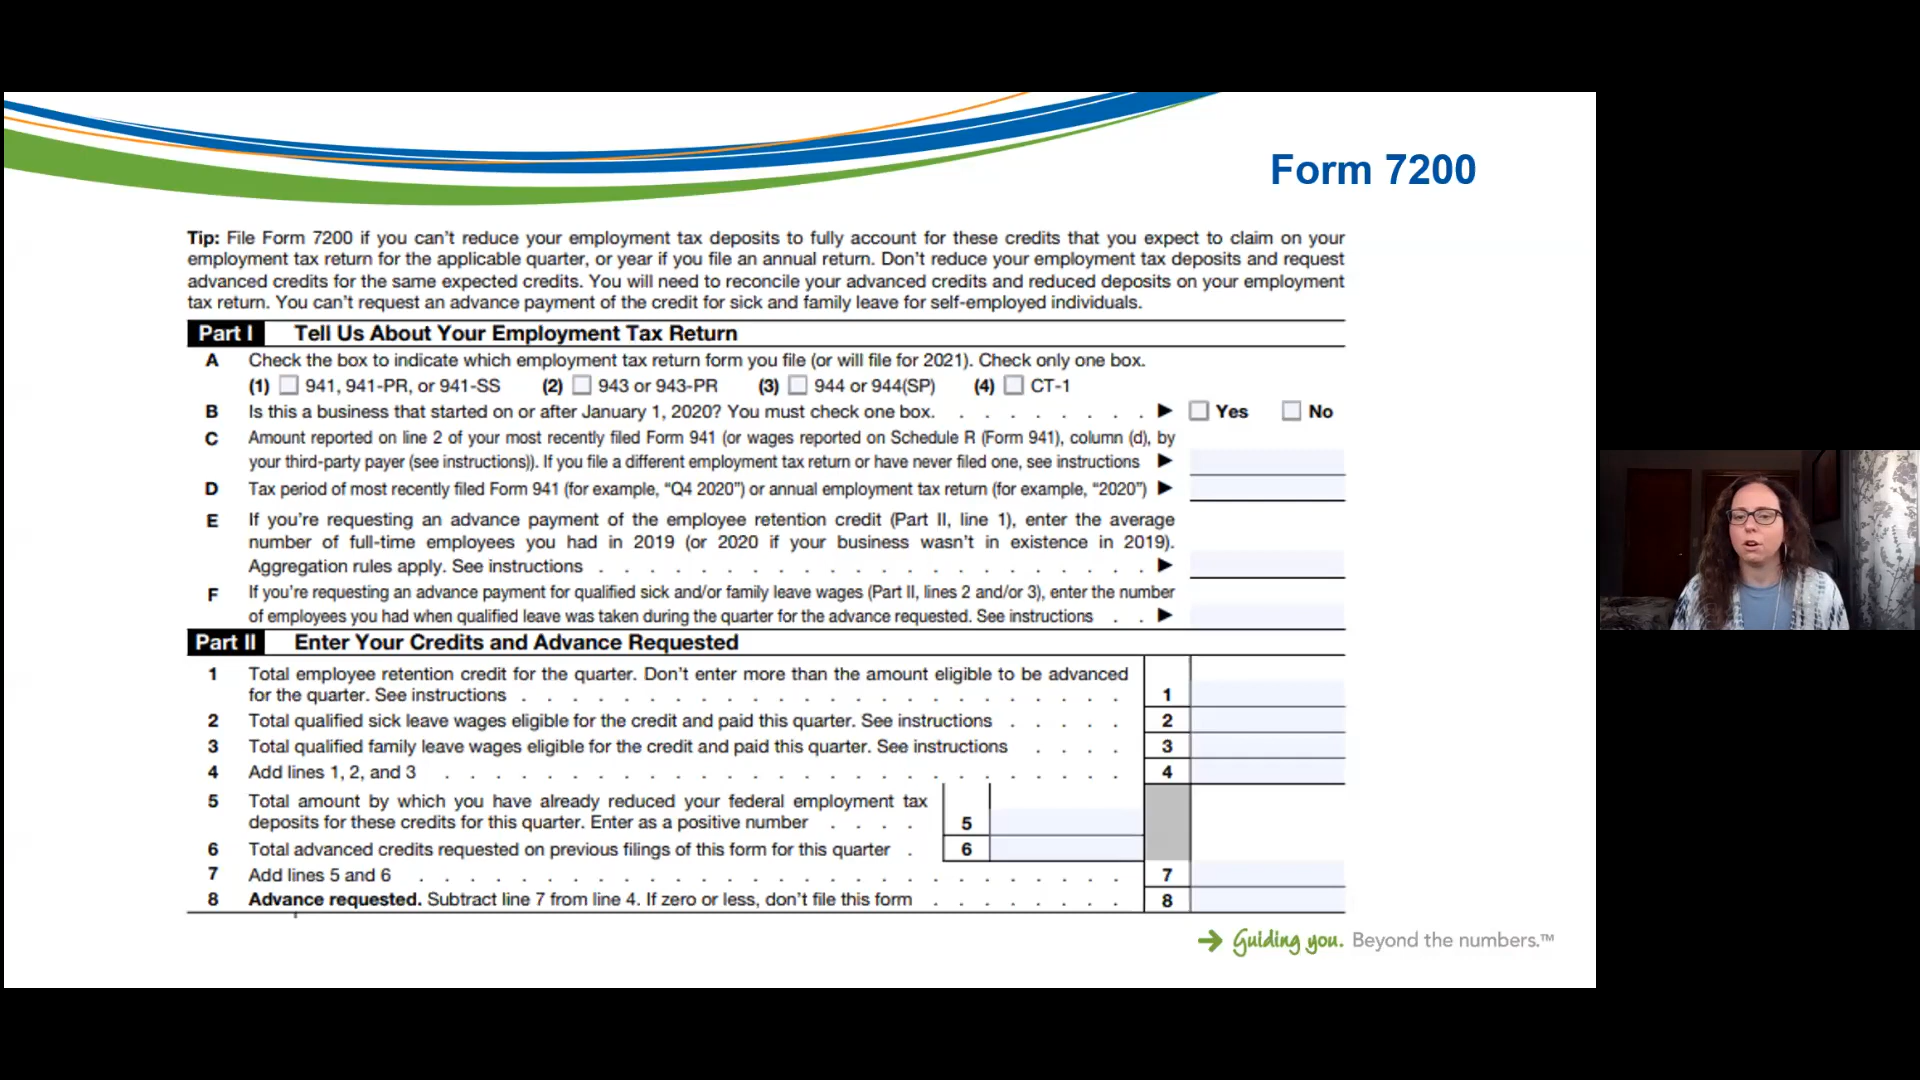 Form 7200
Tip: File Form 7200 if you can't reduce your employment tax deposits to fully account for these credits that you expect to claim on your
employment tax return for the applicable quarter, or year if you file an annual return. Don't reduce your employment tax deposits and request
advanced credits for the same expected credits. You will need to reconcile your advanced credits and reduced deposits on your employment
tax return. You can't request an advance payment of the credit for sick and family leave for self-employed individuals.
Part I Tell Us About Your Employment Tax Return
A Check the box to indicate which employment tax return form you file (or will file for 2021). Check only one box.
(1) 941, 941-PR, or 941-SS (2) 943 or 943-PR (3) 944 or 944(SP) (4) CT-1
B Is this a business that started on or after January 1, 2020? You must check one box. . . . . . . . . ▶ Yes No
C Amount reported on line 2 of your most recently filed Form 941 (or wages reported on Schedule R (Form 941), column (d), by
your third-party payer (see instructions)). If you file a different employment tax return or have never filed one, see instructions ▶
D Tax period of most recently filed Form 941 (for example, “Q4 2020”) or annual employment tax return (for example, “2020”) ▶
E If you're requesting an advance payment of the employee retention credit (Part II, line 1), enter the average
number of full-time employees you had in 2019 (or 2020 if your business wasn't in existence in 2019).
Aggregation rules apply. See instructions . . . . . . . . . . . . . . . . . . . . . . ▶
F If you're requesting an advance payment for qualified sick and/or family leave wages (Part II, lines 2 and/or 3), enter the number
of employees you had when qualified leave was taken during the quarter for the advance requested. See instructions . . ▶
Part II Enter Your Credits and Advance Requested
1 Total employee retention credit for the quarter. Don't enter more than the amount eligible to be advanced
for the quarter. See instructions . . . . . . . . . . . . . . . . . . . . . . . . 1
2 Total qualified sick leave wages eligible for the credit and paid this quarter. See instructions . . . . . 2
3 Total qualified family leave wages eligible for the credit and paid this quarter. See instructions . . . . 3
4 Add lines 1, 2, and 3 . . . . . . . . . . . . . . . . . . . . . . . . . . . 4
5 Total amount by which you have already reduced your federal employment tax
deposits for these credits for this quarter. Enter as a positive number . . . . 5
6 Total advanced credits requested on previous filings of this form for this quarter . 6
7 Add lines 5 and 6 . . . . . . . . . . . . . . . . . . . . . . . . . . . . 7
8 Advance requested. Subtract line 7 from line 4. If zero or less, don't file this form . . . . . . . . 8
Guiding you. Beyond the numbers.™